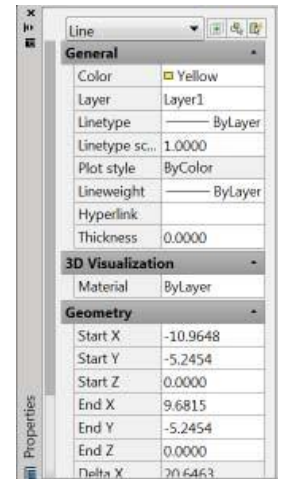 Line
General
Color Yellow
Layer Layer1
Linetype ByLayer
Linetype sc... 1.0000
Plot style ByColor
Lineweight ByLayer
Hyperlink
Thickness 0.0000
3D Visualization
Material ByLayer
Geometry
Start X -10.9648
Start Y -5.2454
Start Z 0.0000
End X 9.6815
End Y -5.2454
End Z 0.0000
Delta X 20.6463
Properties